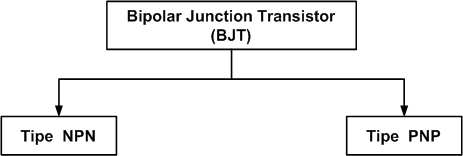 Bipolar Junction Transistor
(BJT)
Tipe NPN
Tipe PNP